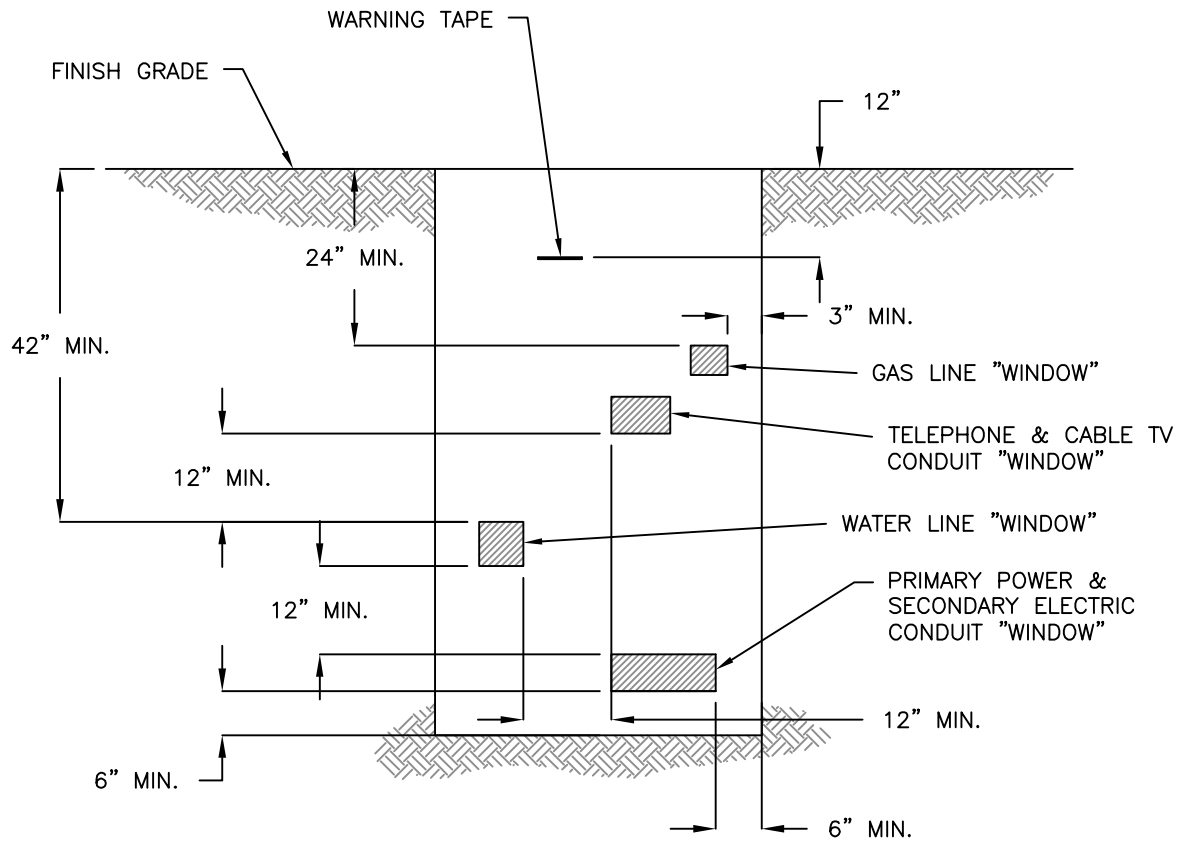 WARNING TAPE
FINISH GRADE
12”
24” MIN.
3” MIN.
42” MIN.
GAS LINE ”WINDOW”
TELEPHONE & CABLE TV
CONDUIT ”WINDOW”
12” MIN.
WATER LINE ”WINDOW”
PRIMARY POWER &
SECONDARY ELECTRIC
CONDUIT ”WINDOW”
12” MIN.
12” MIN.
6” MIN.
6” MIN.